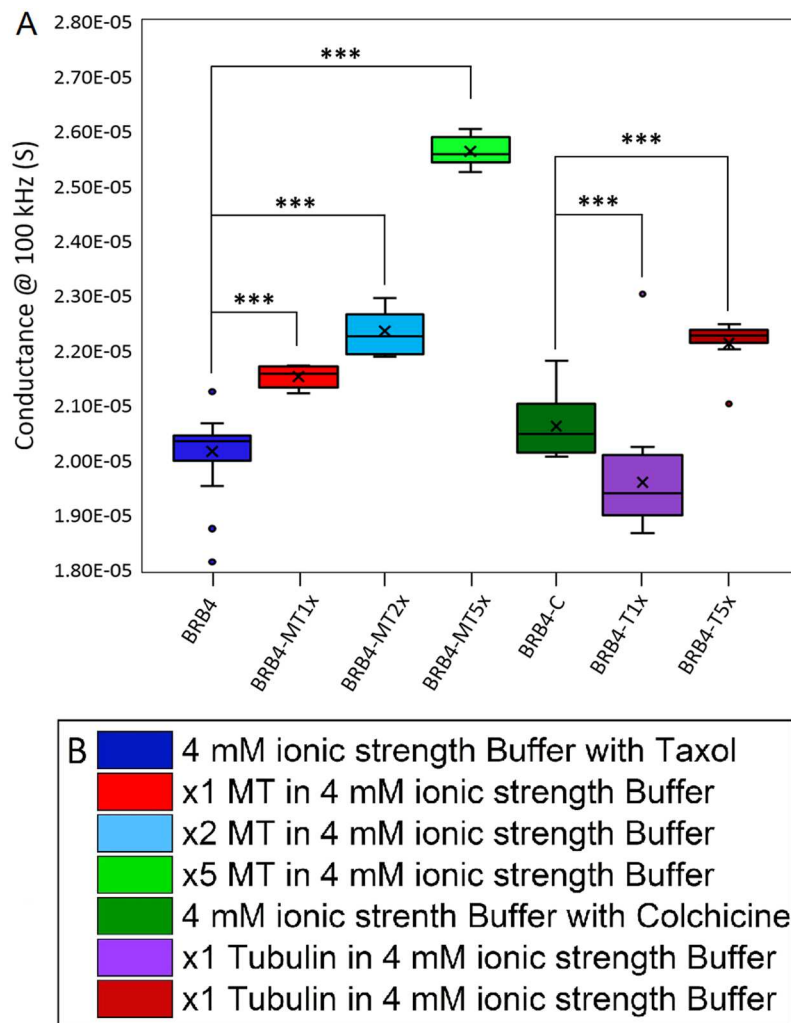 A
Conductance @ 100 kHz (S)
2.80E-05
2.70E-05
2.60E-05
2.50E-05
2.40E-05
2.30E-05
2.20E-05
2.10E-05
2.00E-05
1.90E-05
1.80E-05
***
***
***
***
***
BRB4
BRB4-MT1x
BRB4-MT2x
BRB4-MT5x
BRB4-C
BRB4-T1x
BRB4-T5x
B
4 mM ionic strength Buffer with Taxol
x1 MT in 4 mM ionic strength Buffer
x2 MT in 4 mM ionic strength Buffer
x5 MT in 4 mM ionic strength Buffer
4 mM ionic strenth Buffer with Colchicine
x1 Tubulin in 4 mM ionic strength Buffer
x1 Tubulin in 4 mM ionic strength Buffer